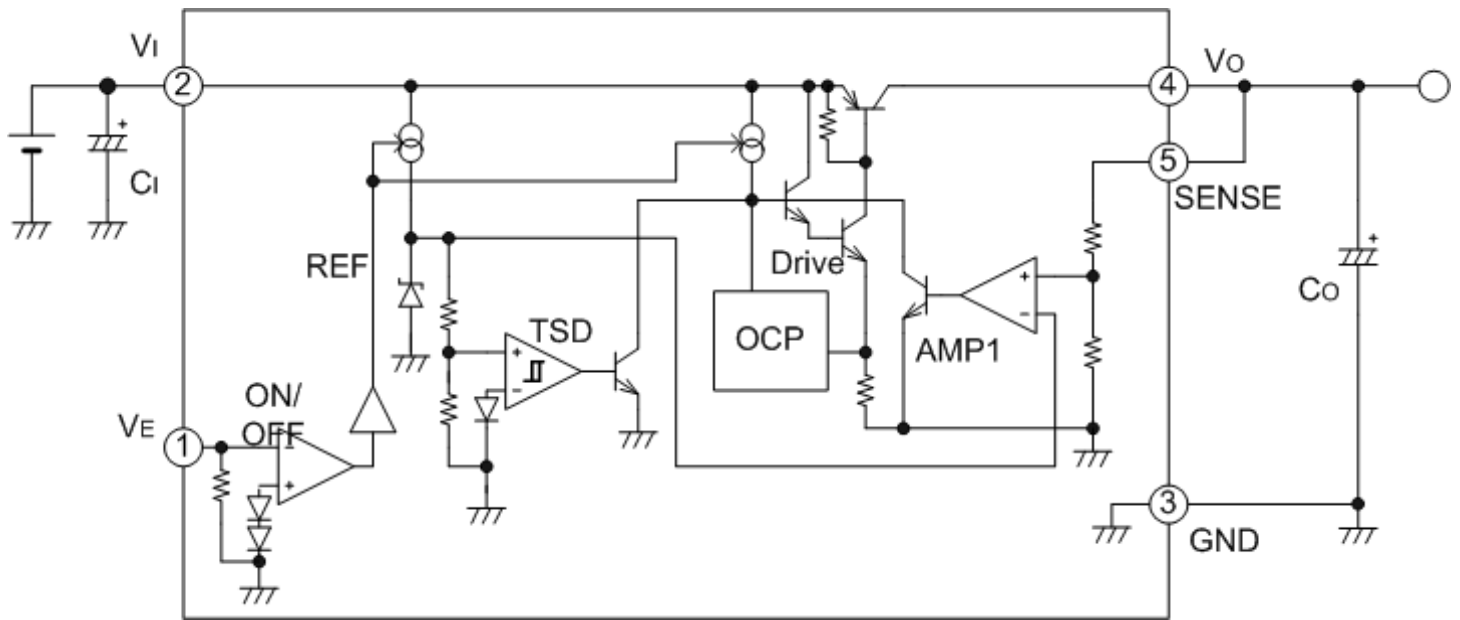 VI
2
VO
4
+
CI
5
SENSE
REF
Drive
+
CO
+
-
OCP
AMP1
TSD
+
-
ON/
OFF
VE
1
-
+
3
GND